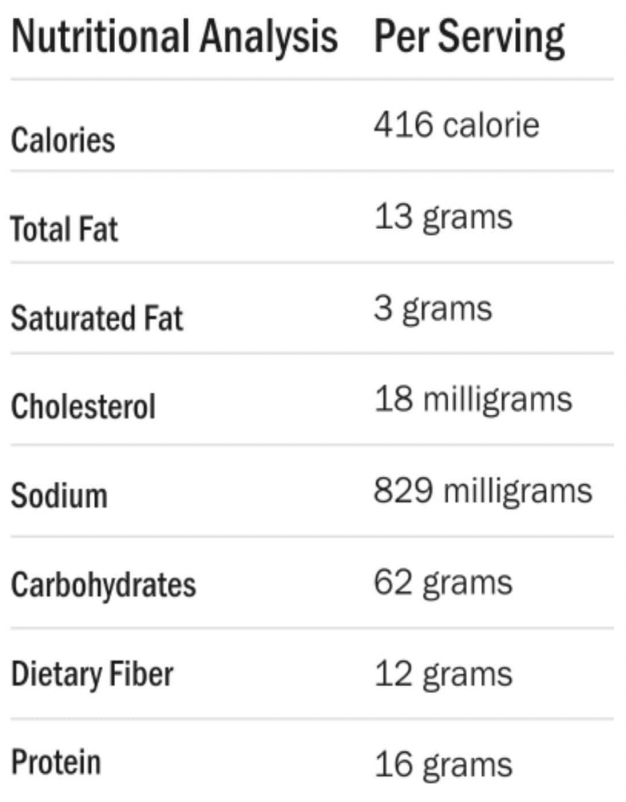 Nutritional Analysis Per Serving
Calories 416 calorie
Total Fat 13 grams
Saturated Fat 3 grams
Cholesterol 18 milligrams
Sodium 829 milligrams
Carbohydrates 62 grams
Dietary Fiber 12 grams
Protein 16 grams